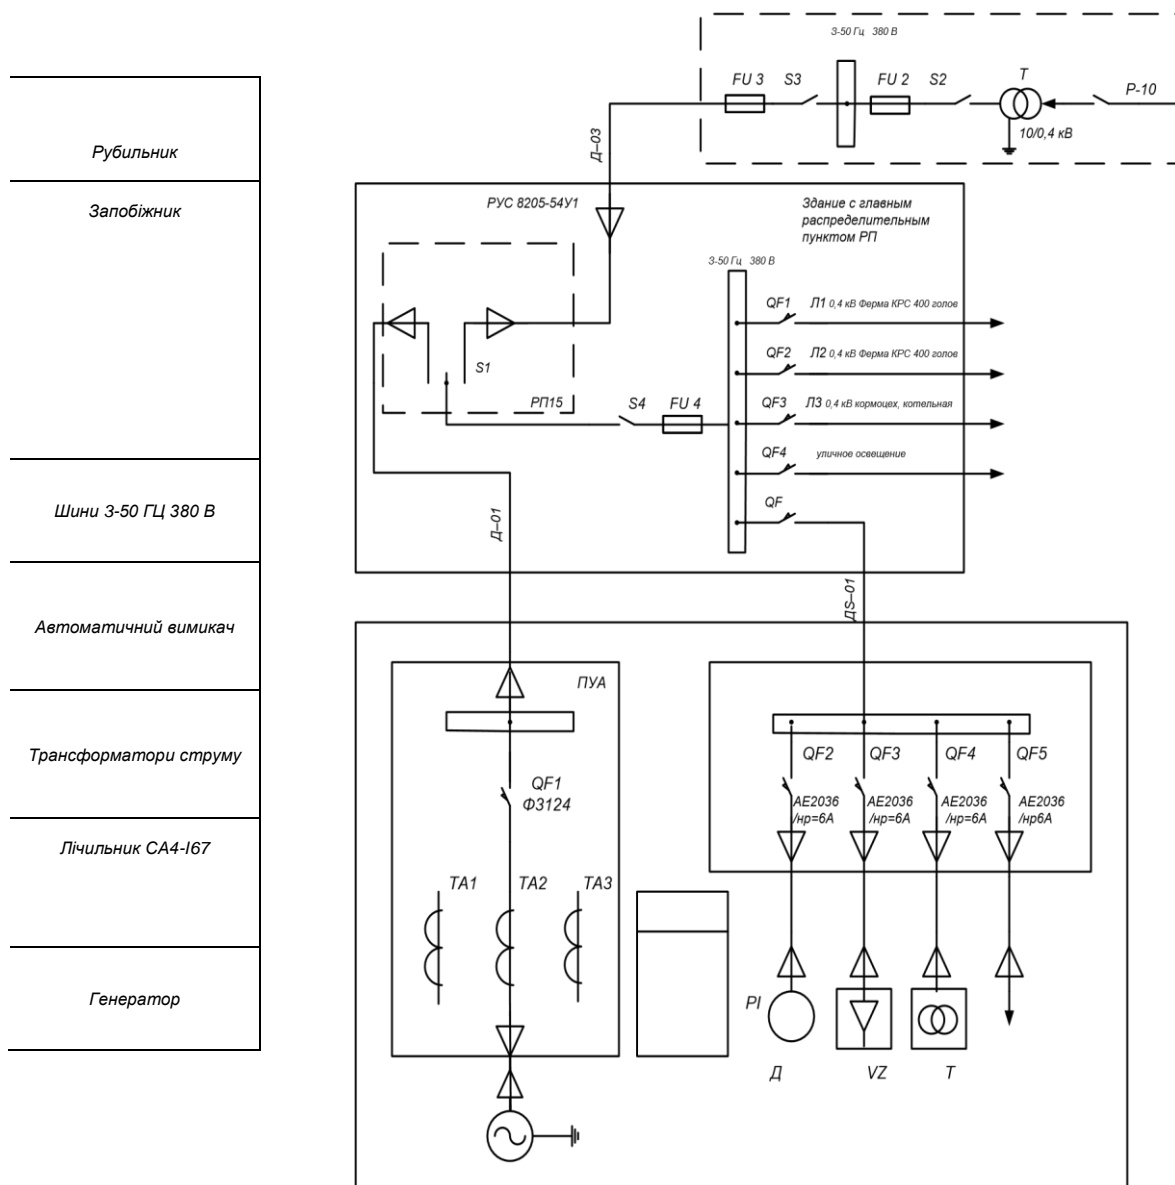 Рубильник
Запобіжник
Шини 3-50 ГЦ 380 В
Автоматичний вимикач
Трансформатори струму
Лічильник СА4-І67
Генератор
3-50 Гц 380 В
FU 3
S3
FU 2
S2
T
Р-10
10/0,4 кВ
Д–03
РУС 8205-54У1
Здание с главным
распределительным
пунктом РП
3-50 Гц 380 В
S1
РП15
S4
FU 4
QF1
Л1 0,4 кВ Ферма КРС 400 голов
QF2
Л2 0,4 кВ Ферма КРС 400 голов
QF3
Л3 0,4 кВ кормоцех, котельная
QF4
уличное освещение
QF
Д–01
ДS–01
ПУА
QF1
Ф3124
TA1
TA2
TA3
QF2
QF3
QF4
QF5
АЕ2036
/нр=6А
АЕ2036
/нр=6А
АЕ2036
/нр=6А
АЕ2036
/нр6А
PI
Д
VZ
T